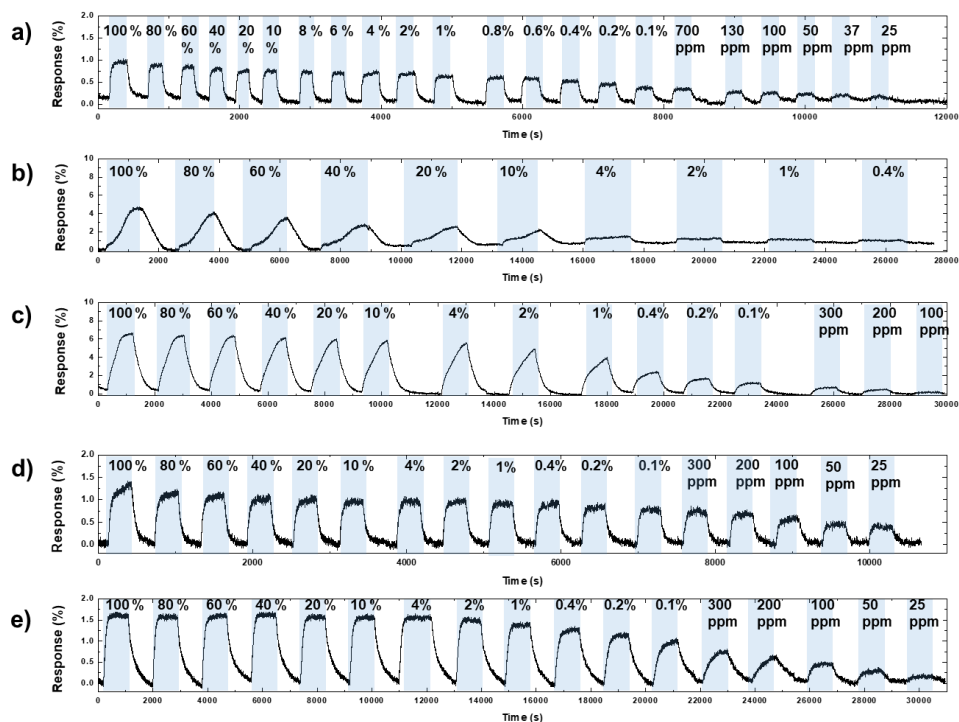 a)
Response (%)
2.0
1.5
1.0
0.5
0.0
100 % 80 % 60 % 40 % 20 % 10 % 8 % 6 % 4 % 2% 1% 0.8% 0.6% 0.4% 0.2% 0.1% 700 ppm 130 ppm 100 ppm 50 ppm 37 ppm 25 ppm
0 2000 4000 6000 8000 10000 12000
Time (s)
b)
Response (%)
10
8
6
4
2
0
100 % 80 % 60 % 40 % 20 % 10% 4% 2% 1% 0.4%
0 2000 4000 6000 8000 10000 12000 14000 16000 18000 20000 22000 24000 26000 28000
Time (s)
c)
Response (%)
10
8
6
4
2
0
100 % 80 % 60 % 40 % 20 % 10 % 4% 2% 1% 0.4% 0.2% 0.1% 300 ppm 200 ppm 100 ppm
0 2000 4000 6000 8000 10000 12000 14000 16000 18000 20000 22000 24000 26000 28000 30000
Time (s)
d)
Response (%)
2.0
1.5
1.0
0.5
0.0
100 % 80 % 60 % 40 % 20 % 10 % 4% 2% 1% 0.4% 0.2% 0.1% 300 ppm 200 ppm 100 ppm 50 ppm 25 ppm
0 2000 4000 6000 8000 10000
Time (s)
e)
Response (%)
2.0
1.5
1.0
0.5
0.0
100 % 80 % 60 % 40 % 20 % 10 % 4% 2% 1% 0.4% 0.2% 0.1% 300 ppm 200 ppm 100 ppm 50 ppm 25 ppm
0 2000 4000 6000 8000 10000 12000 14000 16000 18000 20000 22000 24000 26000 28000 30000
Time (s)